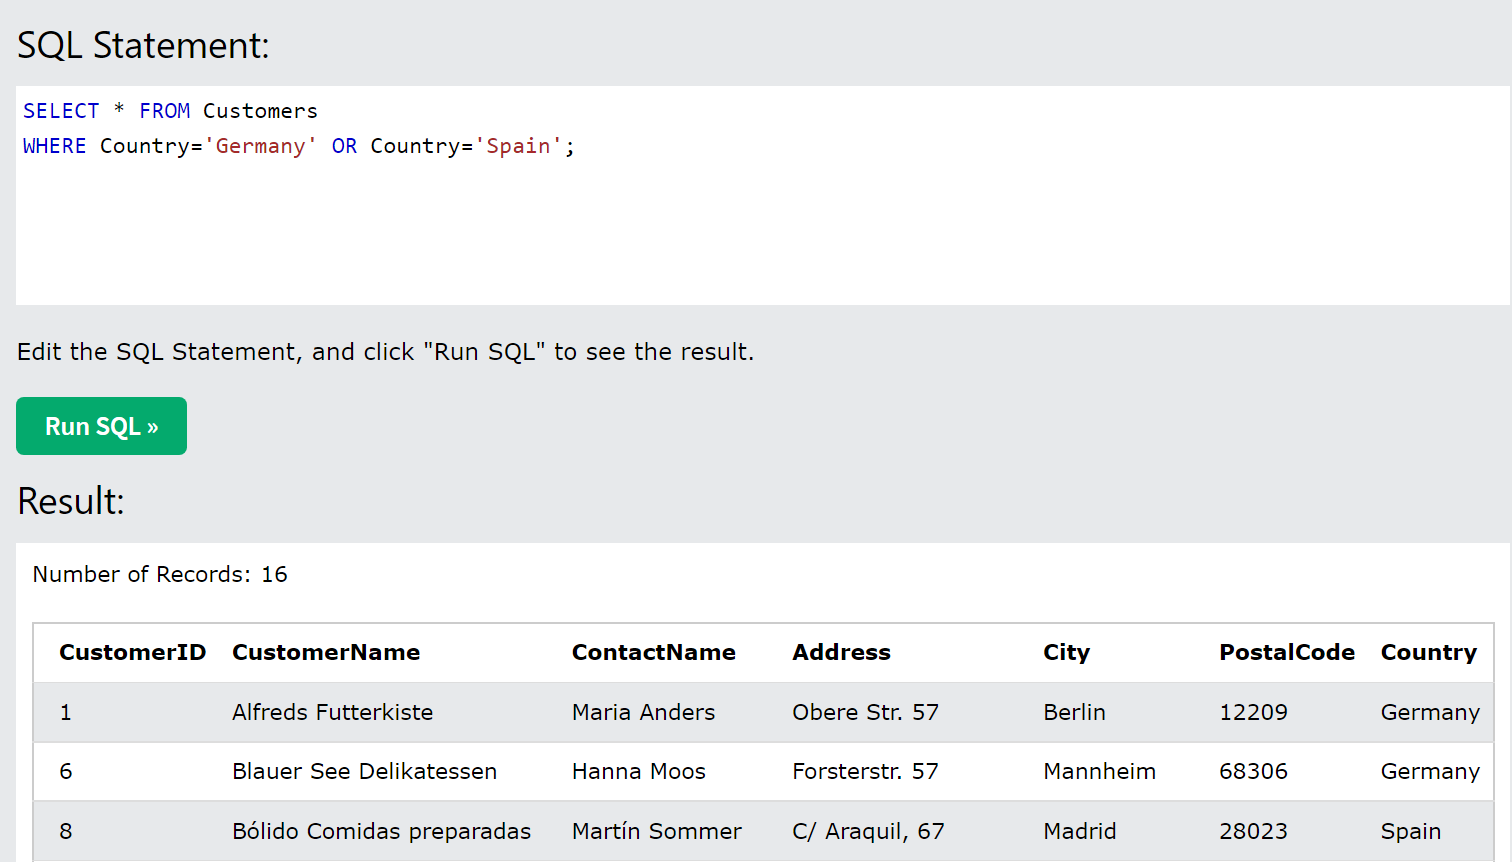 SQL Statement:
SELECT * FROM Customers
WHERE Country='Germany' OR Country='Spain';
Edit the SQL Statement, and click "Run SQL" to see the result.
Run SQL »
Result:
Number of Records: 16
CustomerID CustomerName ContactName Address City PostalCode Country
1 Alfreds Futterkiste Maria Anders Obere Str. 57 Berlin 12209 Germany
6 Blauer See Delikatessen Hanna Moos Forsterstr. 57 Mannheim 68306 Germany
8 Bólido Comidas preparadas Martín Sommer C/ Araquil, 67 Madrid 28023 Spain